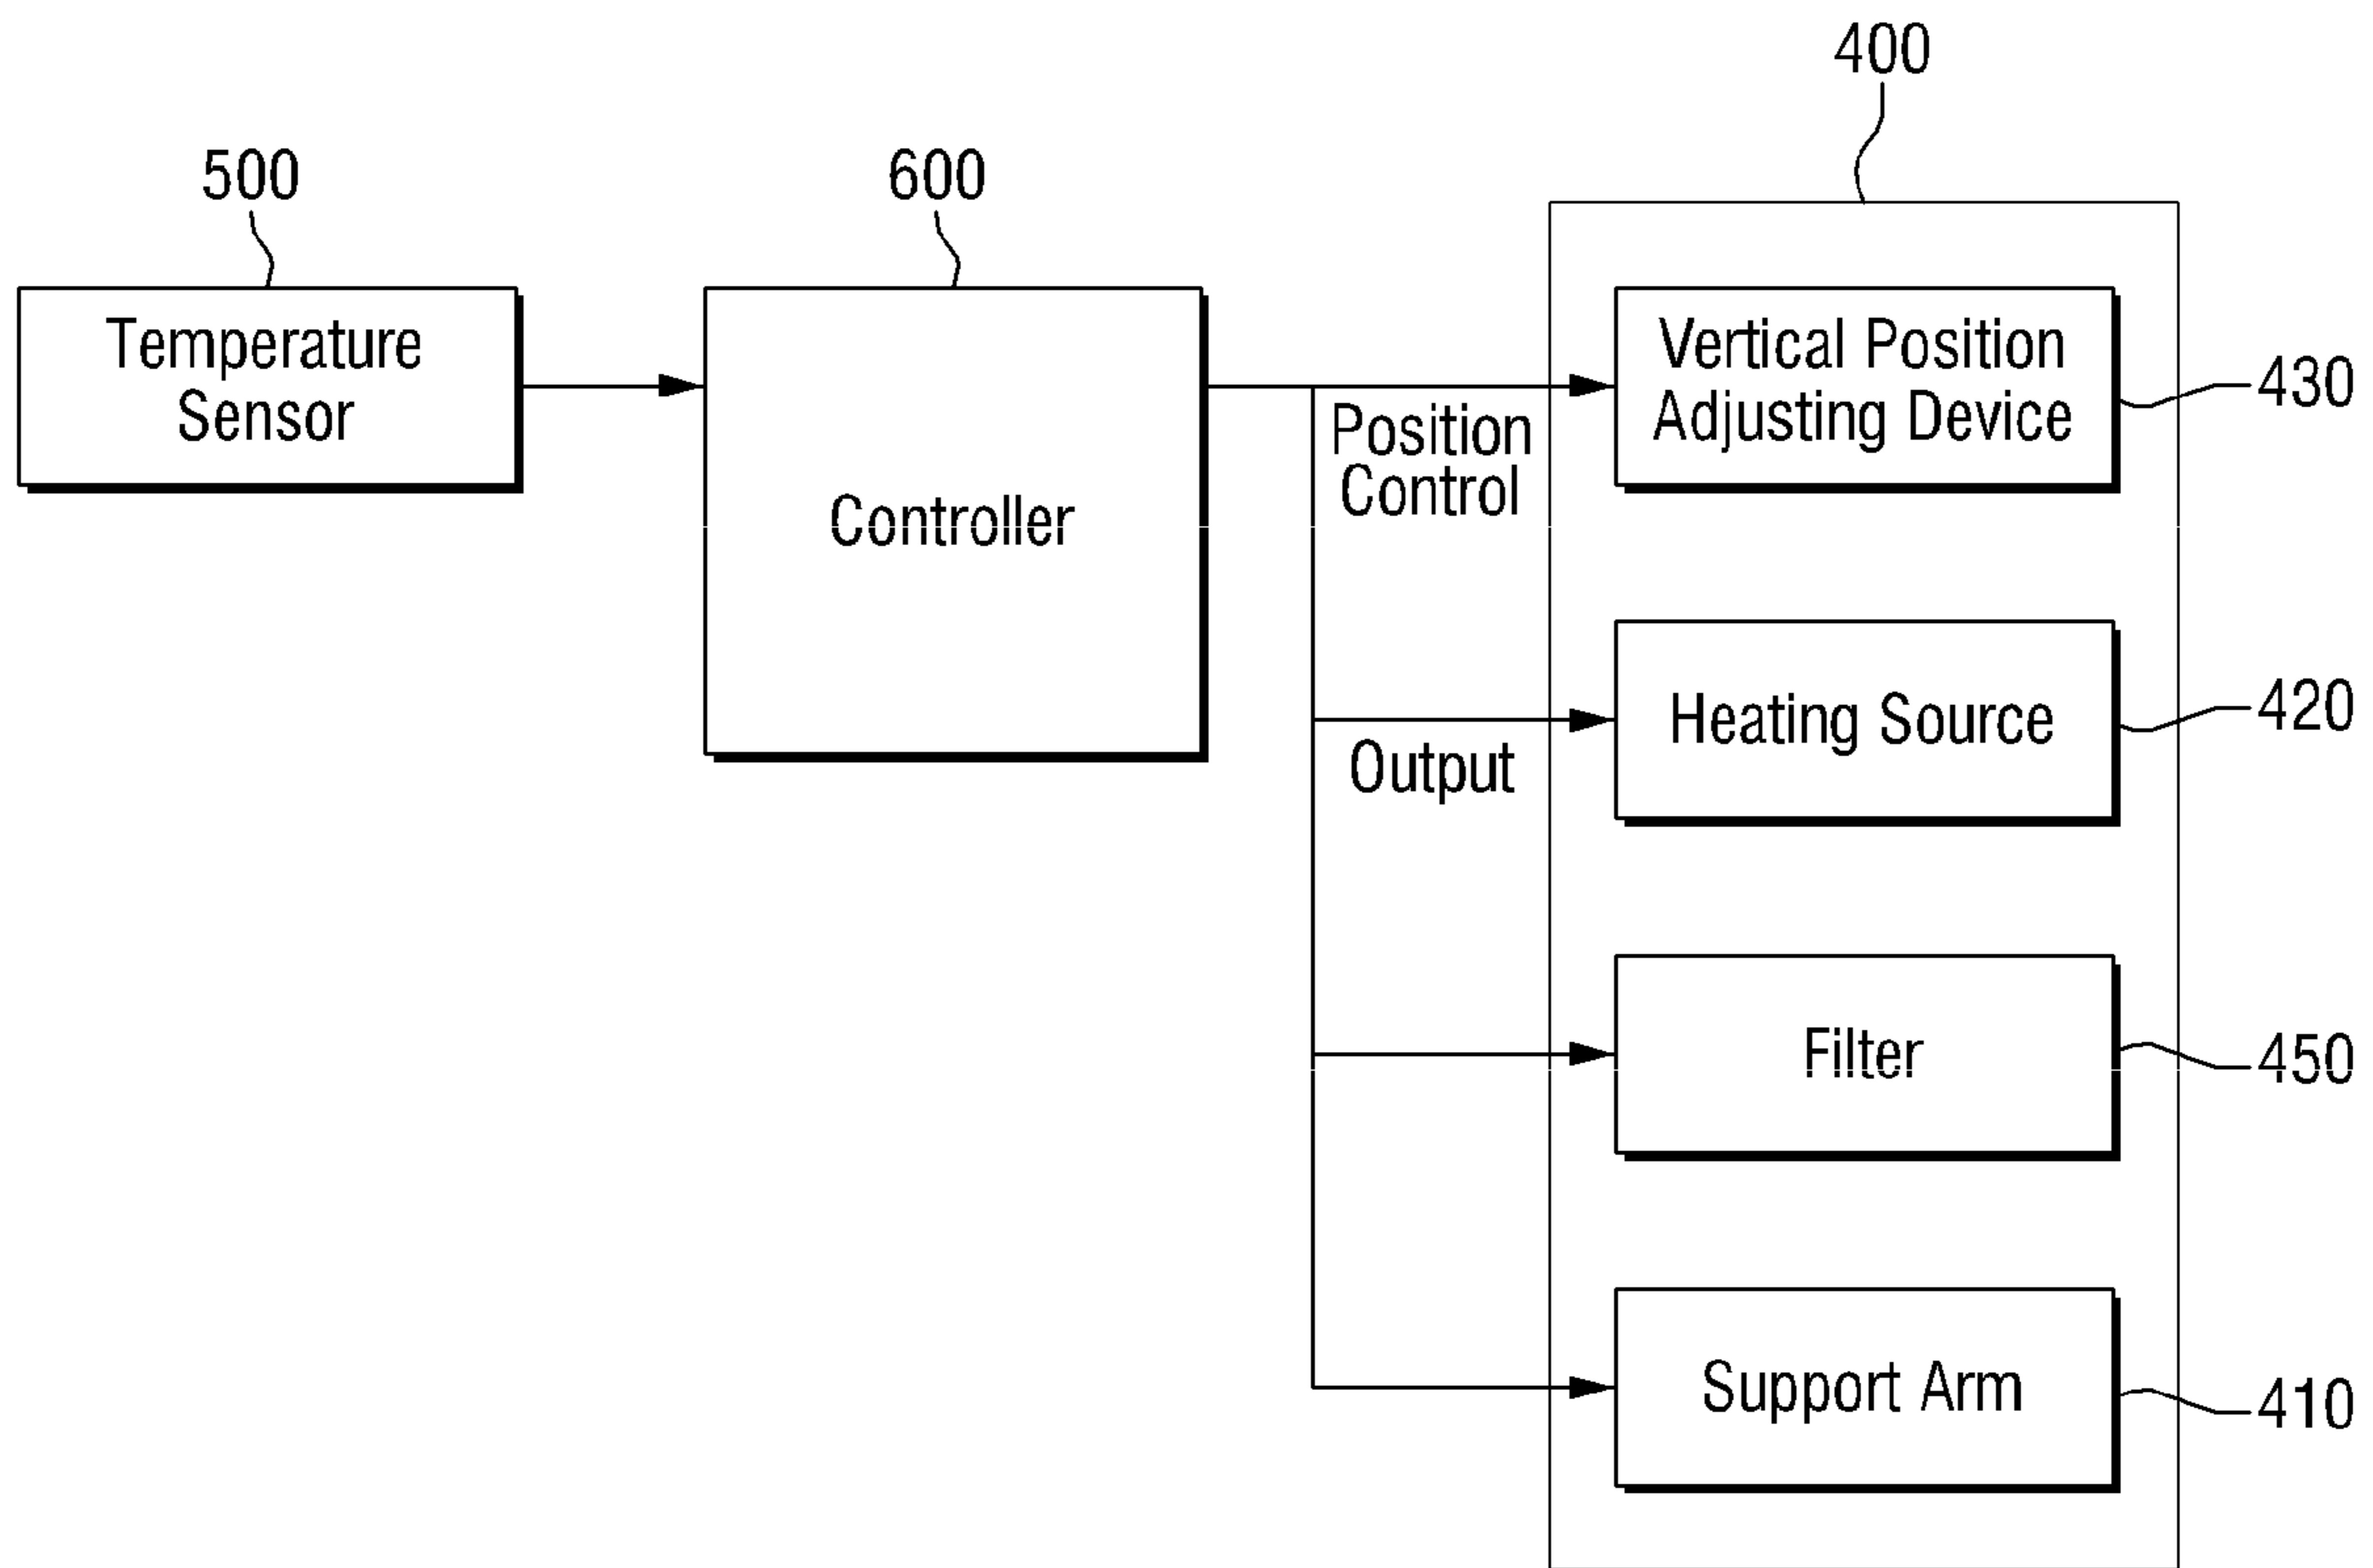 400
500
600
Temperature
Sensor
Controller
Vertical Position
Adjusting Device
430
Position
Control
Heating Source
420
Output
Filter
450
Support Arm
410